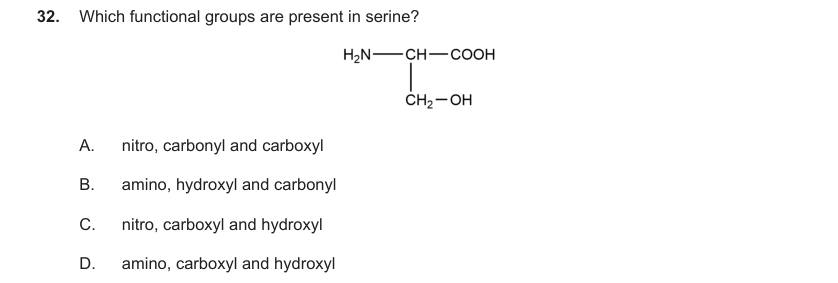 32. Which functional groups are present in serine?
H₂N—CH—COOH
CH₂—OH
A. nitro, carbonyl and carboxyl
B. amino, hydroxyl and carbonyl
C. nitro, carboxyl and hydroxyl
D. amino, carboxyl and hydroxyl